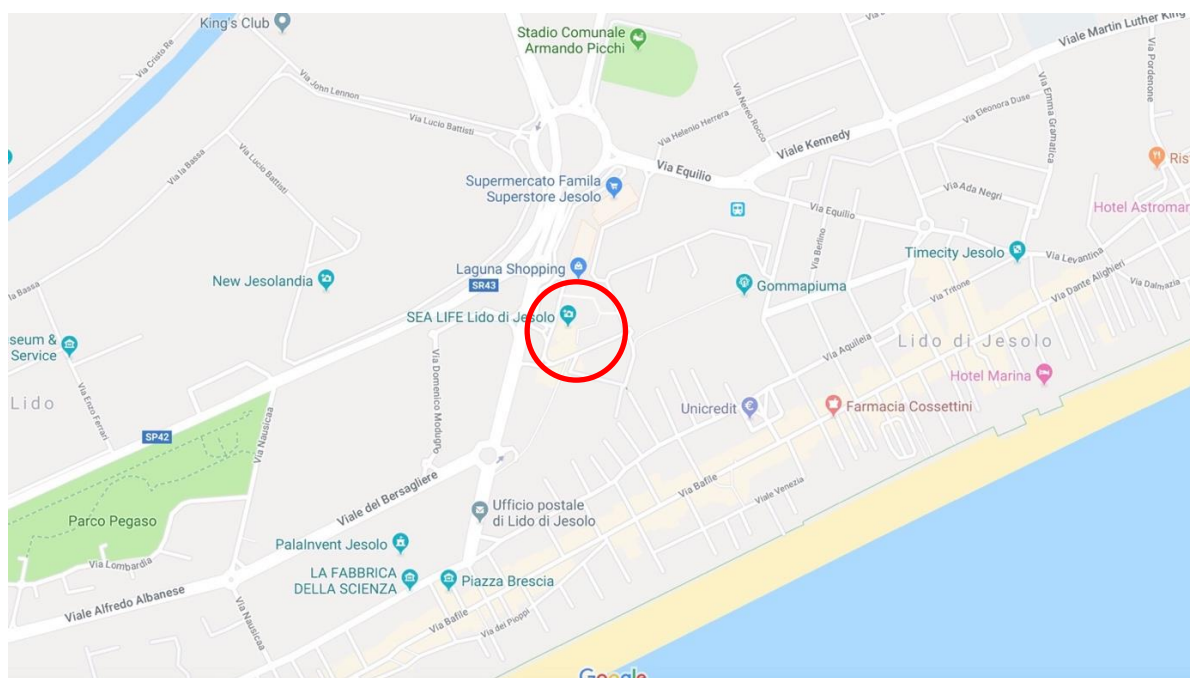 King's Club
Stadio Comunale
Armando Picchi
Viale Martin Luther King
Via Cristo Re
Via John Lennon
Via Pordenone
Via Lucio Battisti
Via Nereo Rocco
Via Helenio Herrera
Via Eleonora Duse
Via Emma Gramatica
Viale Kennedy
Via la Bassa
Via Lucio Battisti
Via Equilio
Ris
Supermercato Famila
Superstore Jesolo
Via Ada Negri
Hotel Astromar
Via Equilio
Via Berlino
Timecity Jesolo
Via Levantina
Laguna Shopping
New Jesolandia
SR43
Gommapiuma
Via Dante Alighieri
Via Dalmazia
la Bassa
Via Tritone
SEA LIFE Lido di Jesolo
seum &
Service
Via Aquileia
Lido di Jesolo
Via Domenico Modugno
Hotel Marina
Lido
Via Enzo Ferrari
Unicredit
Farmacia Cossettini
SP42
Via Nausicaa
Via Bafile
Viale Venezia
Viale del Bersagliere
Ufficio postale
di Lido di Jesolo
Parco Pegaso
PalaInvent Jesolo
Via Lombardia
LA FABBRICA
DELLA SCIENZA
Piazza Brescia
Viale Alfredo Albanese
Via Nausicaa
Via Bafile
Via dei Pioppi
Google